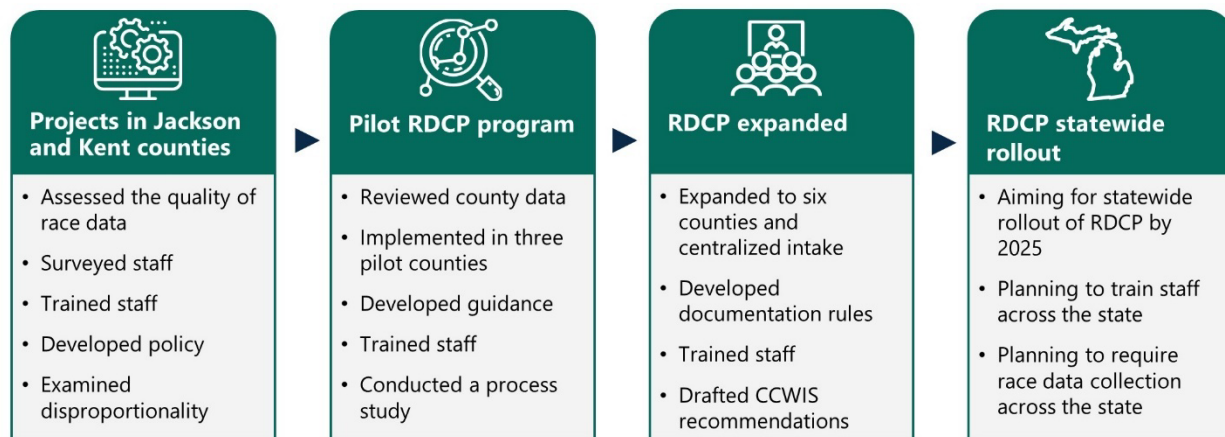 Projects in Jackson
and Kent counties
• Assessed the quality of
race data
• Surveyed staff
• Trained staff
• Developed policy
• Examined
disproportionality
Pilot RDCP program
• Reviewed county data
• Implemented in three
pilot counties
• Developed guidance
• Trained staff
• Conducted a process
study
RDCP expanded
• Expanded to six
counties and
centralized intake
• Developed
documentation rules
• Trained staff
• Drafted CCWIS
recommendations
RDCP statewide
rollout
• Aiming for statewide
rollout of RDCP by
2025
• Planning to train staff
across the state
• Planning to require
race data collection
across the state